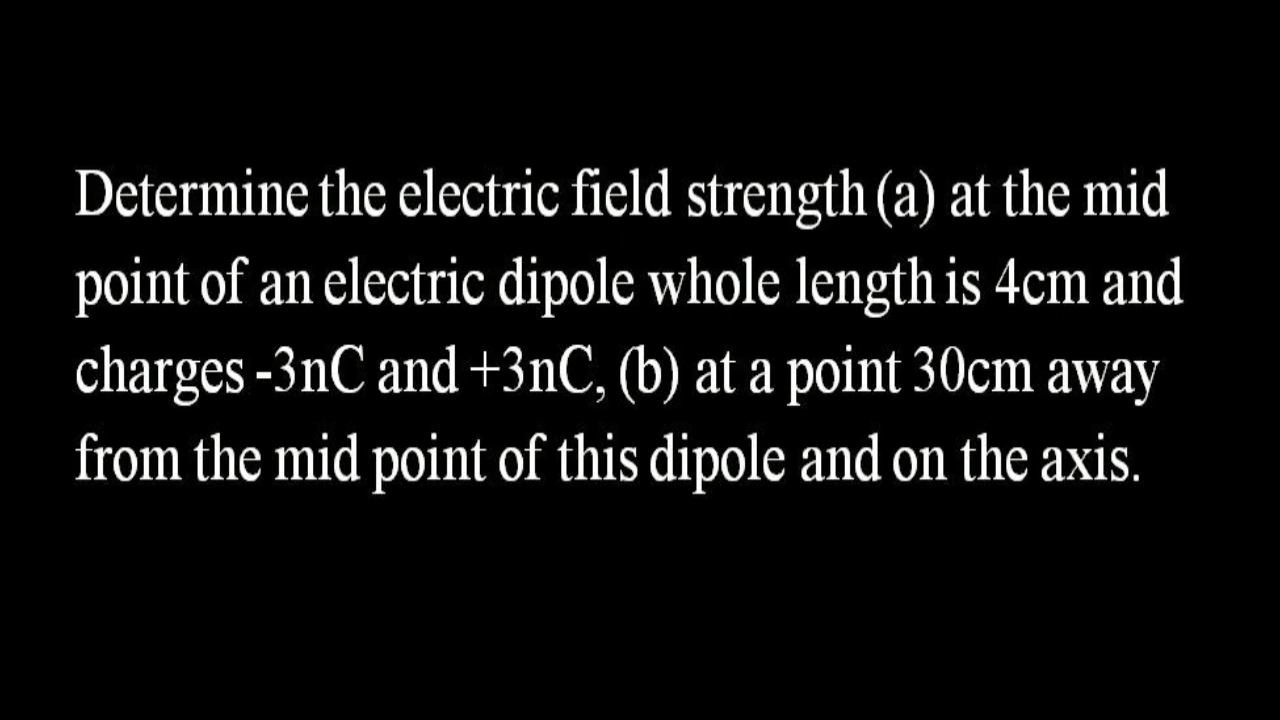 Determine the electric field strength (a) at the mid
point of an electric dipole whole length is 4cm and
charges -3nC and +3nC, (b) at a point 30cm away
from the mid point of this dipole and on the axis.